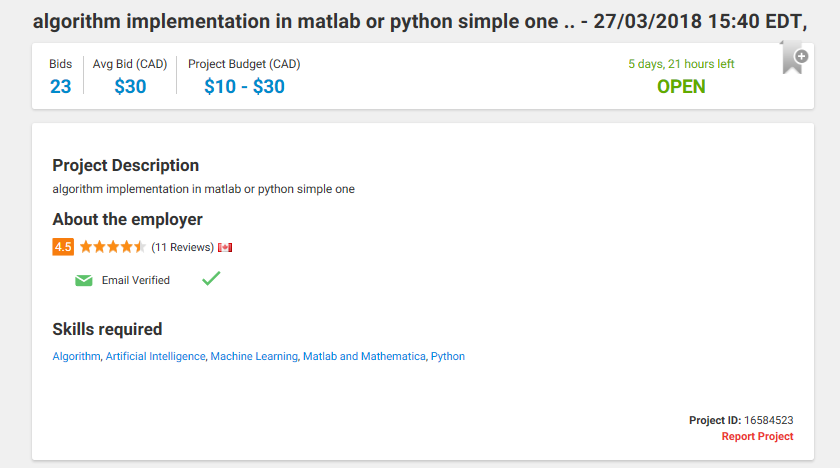 algorithm implementation in matlab or python simple one .. - 27/03/2018 15:40 EDT,
Bids Avg Bid (CAD) Project Budget (CAD) 5 days, 21 hours left
23 $30 $10 - $30 OPEN
Project Description
algorithm implementation in matlab or python simple one
About the employer
4.5 (11 Reviews)
Email Verified
Skills required
Algorithm, Artificial Intelligence, Machine Learning, Matlab and Mathematica, Python
Project ID: 16584523
Report Project